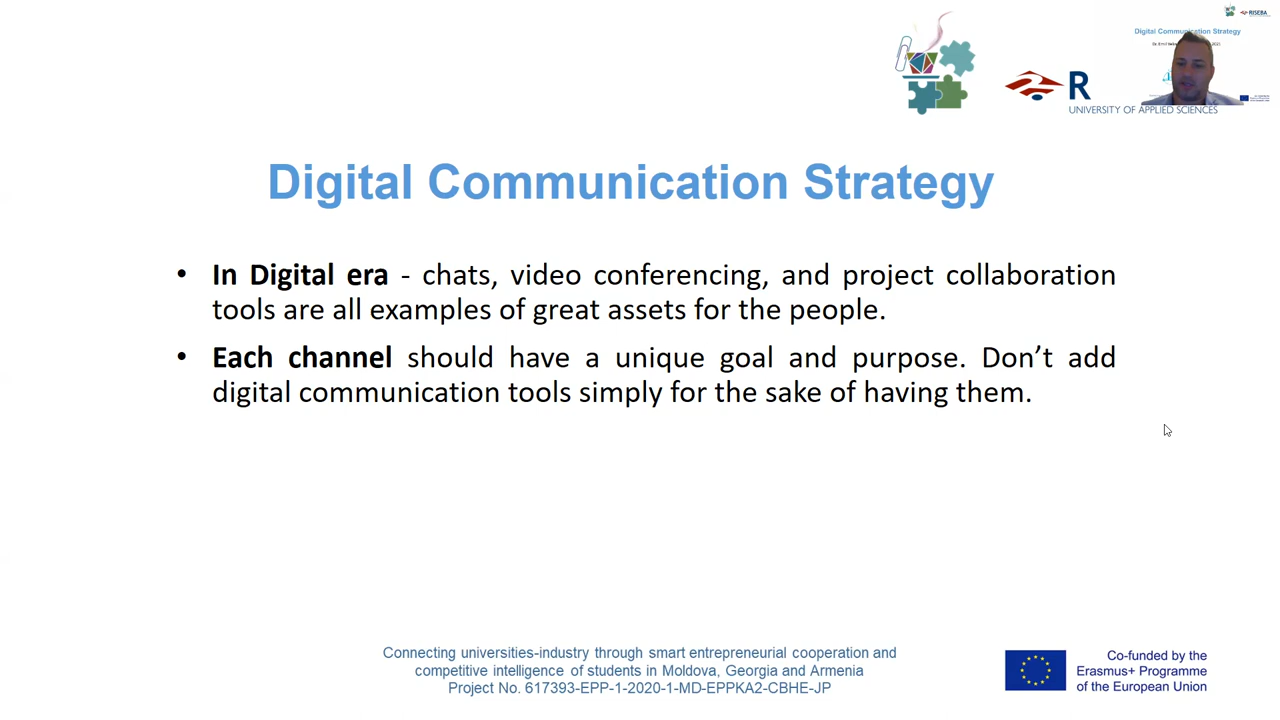 RISEBA
Digital Communication Strategy
R
UNIVERSITY OF APPLIED SCIENCES
Digital Communication Strategy
• In Digital era - chats, video conferencing, and project collaboration
tools are all examples of great assets for the people.
• Each channel should have a unique goal and purpose. Don’t add
digital communication tools simply for the sake of having them.
Connecting universities-industry through smart entrepreneurial cooperation and
competitive intelligence of students in Moldova, Georgia and Armenia
Project No. 617393-EPP-1-2020-1-MD-EPPKA2-CBHE-JP
Co-funded by the
Erasmus+ Programme
of the European Union